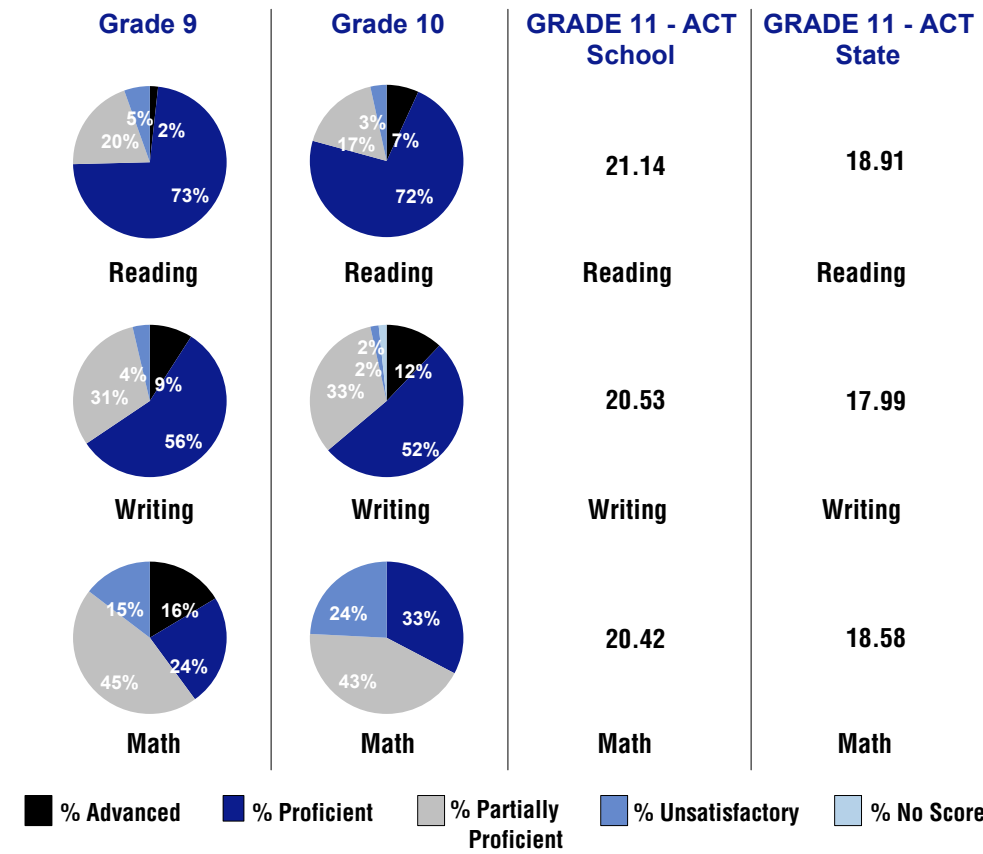 Grade 9
Grade 10
GRADE 11 - ACT
School
GRADE 11 - ACT
State
5%
2%
20%
73%
3%
7%
17%
72%
21.14
18.91
Reading
Reading
Reading
Reading
4%
9%
31%
56%
2%
2%
12%
33%
52%
20.53
17.99
Writing
Writing
Writing
Writing
15%
16%
24%
45%
24%
33%
43%
20.42
18.58
Math
Math
Math
Math
% Advanced
% Proficient
% Partially
Proficient
% Unsatisfactory
% No Score